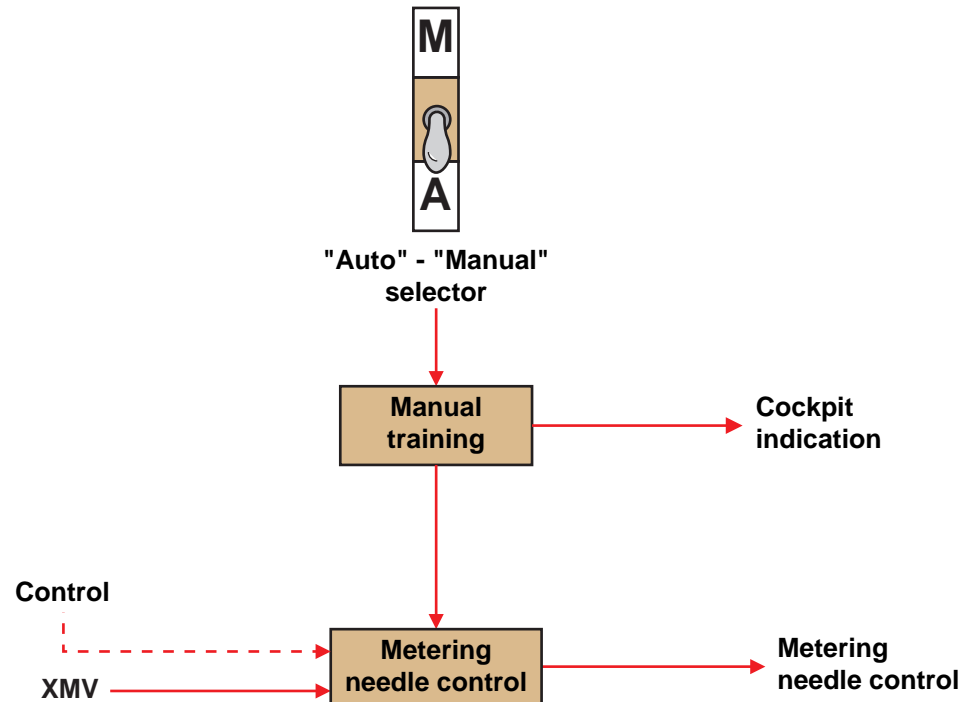 M
A
"Auto" - "Manual"
selector
Manual
training
Cockpit
indication
Control
Metering
needle control
Metering
needle control
XMV